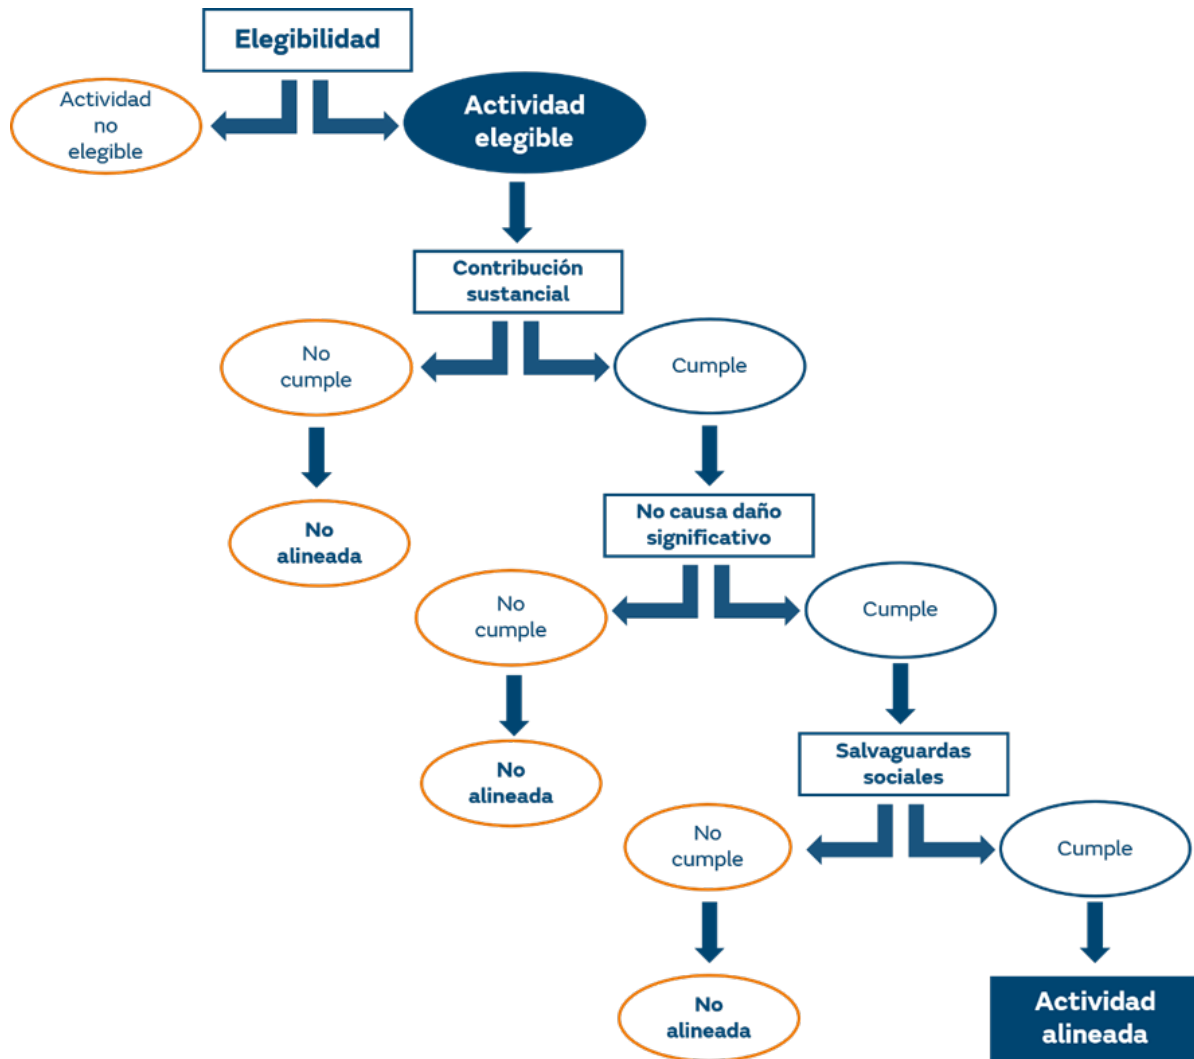 Elegibilidad
Actividad
no
elegible
Actividad
elegible
Contribución
sustancial
No
cumple
Cumple
No
alineada
No causa daño
significativo
No
cumple
Cumple
No
alineada
Salvaguardas
sociales
No
cumple
Cumple
No
alineada
Actividad
alineada